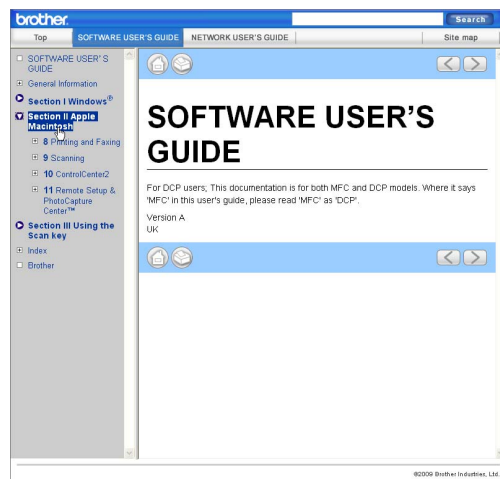 brother.
Search
Top
SOFTWARE USER'S GUIDE
NETWORK USER'S GUIDE
Site map
SOFTWARE USER'S
GUIDE
General Information
Section I Windows®
Section II Apple
Macintosh
8 Printing and Faxing
9 Scanning
10 ControlCenter2
11 Remote Setup &
PhotoCapture
Center™
Section III Using the
Scan key
Index
Brother
SOFTWARE USER'S
GUIDE
For DCP users; This documentation is for both MFC and DCP models. Where it says
'MFC' in this user's guide, please read 'MFC' as 'DCP'.
Version A
UK
©2009 Brother Industries, Ltd.